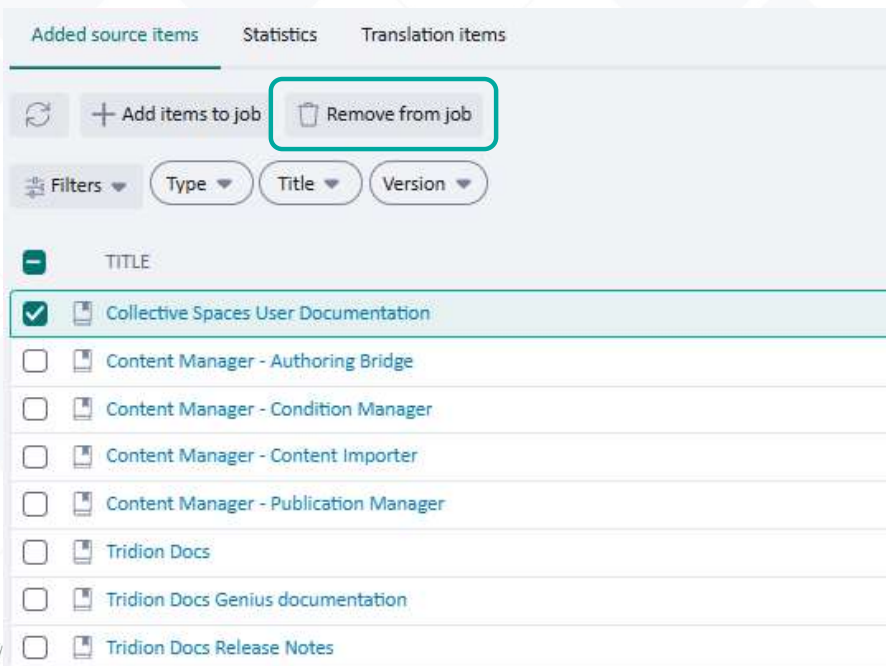 Added source items Statistics Translation items
Add items to job Remove from job
Filters Type Title Version
TITLE
Collective Spaces User Documentation
Content Manager - Authoring Bridge
Content Manager - Condition Manager
Content Manager - Content Importer
Content Manager - Publication Manager
Tridion Docs
Tridion Docs Genius documentation
Tridion Docs Release Notes